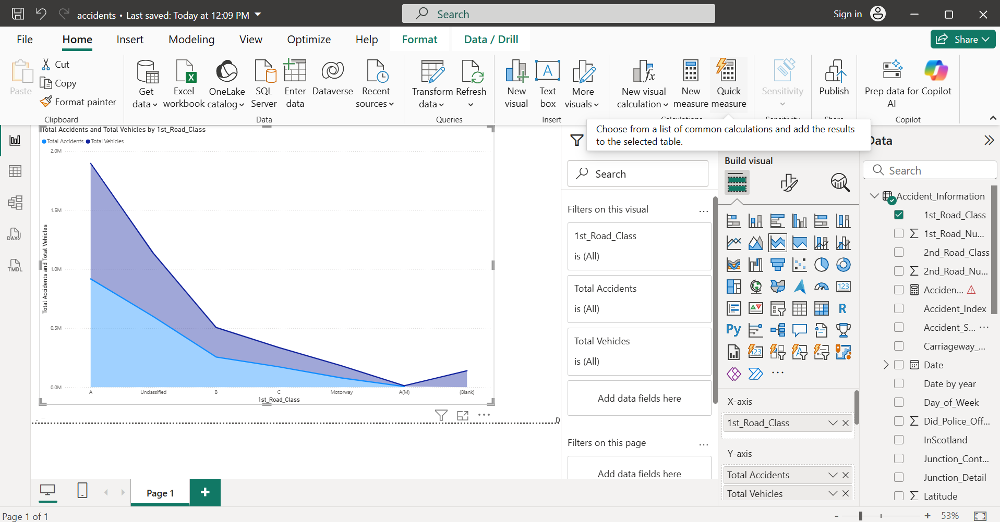 accidents • Last saved: Today at 12:09 PM
Search
Sign in
File
Home
Insert
Modeling
View
Optimize
Help
Format
Data / Drill
Share
Paste
Cut
Copy
Format painter
Clipboard
Get data
Excel workbook
OneLake catalog
SQL Server
Enter data
Dataverse
Recent sources
Data
Transform data
Refresh
Queries
New visual
Text box
More visuals
Insert
New visual calculation
New measure
Quick measure
Calculations
Sensitivity
Sensitivity
Publish
Share
Prep data for AI
Copilot
Copilot
Choose from a list of common calculations and add the results
to the selected table.
Total Accidents and Total Vehicles by 1st_Road_Class
Total Accidents
Total Vehicles
2.0M
1.5M
1.0M
0.5M
0.0M
Total Accidents and Total Vehicles
A
Unclassified
B
C
Motorway
A(M)
(Blank)
1st_Road_Class
Search
Filters on this visual
...
1st_Road_Class
is (All)
Total Accidents
is (All)
Total Vehicles
is (All)
Add data fields here
Filters on this page
...
Add data fields here
Build visual
123
R
Py
123
...
X-axis
1st_Road_Class
Y-axis
Total Accidents
Total Vehicles
Data
Search
Accident_Information
1st_Road_Class
1st_Road_Nu...
2nd_Road_Class
2nd_Road_Nu...
Acciden...
Accident_Index
Accident_S... ...
Carriageway_...
Date
Date by year
Day_of_Week
Did_Police_Off...
InScotland
Junction_Cont...
Junction_Detail
Latitude
DAX
TMDL
Page 1
+
Page 1 of 1
-
+
53%